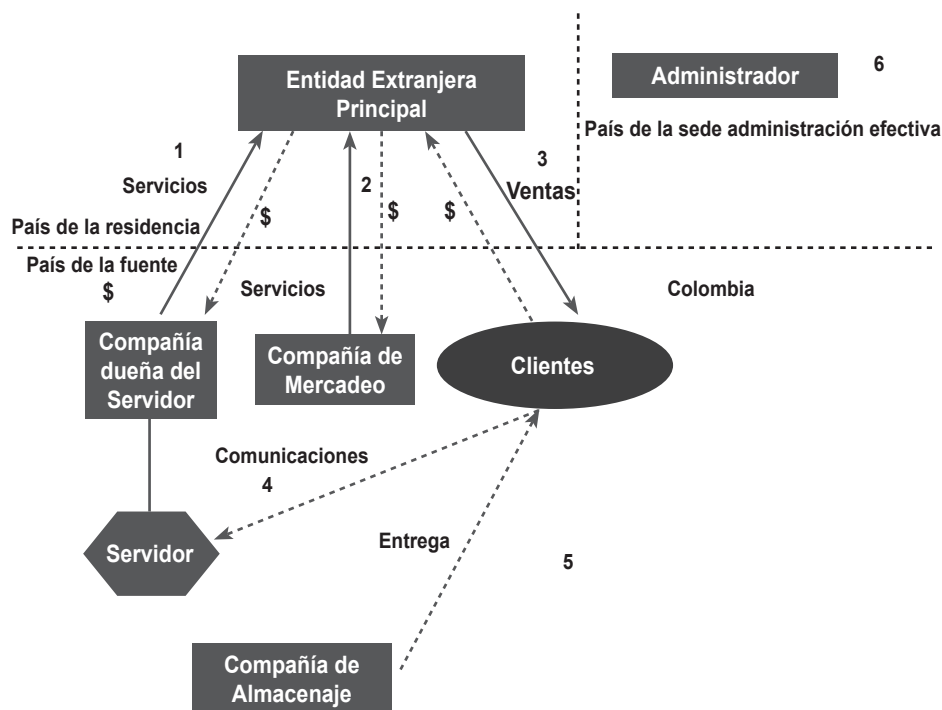 Entidad Extranjera
Principal
Administrador
6
País de la sede administración efectiva
1
Servicios
2
3
Ventas
$
$
$
País de la residencia
País de la fuente
$
Servicios
Colombia
Compañía
dueña del
Servidor
Compañía de
Mercadeo
Clientes
Comunicaciones
4
Servidor
Entrega
5
Compañía de
Almacenaje